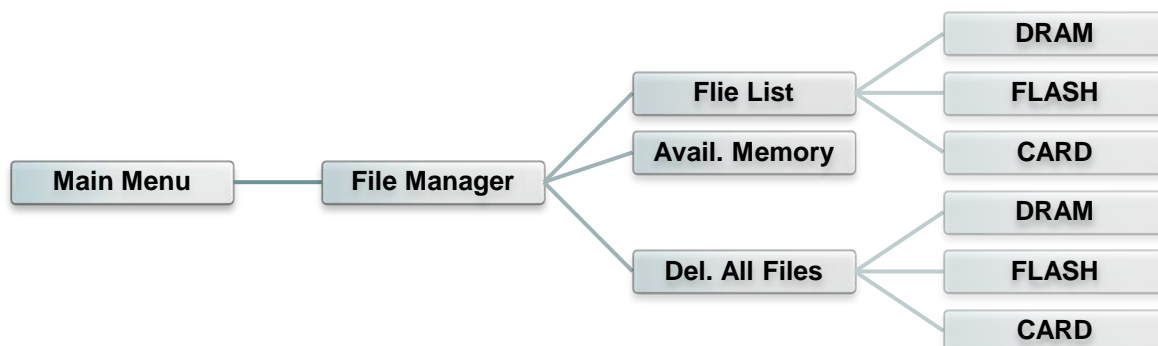 DRAM
Flie List
FLASH
Avail. Memory
CARD
Main Menu
File Manager
DRAM
Del. All Files
FLASH
CARD